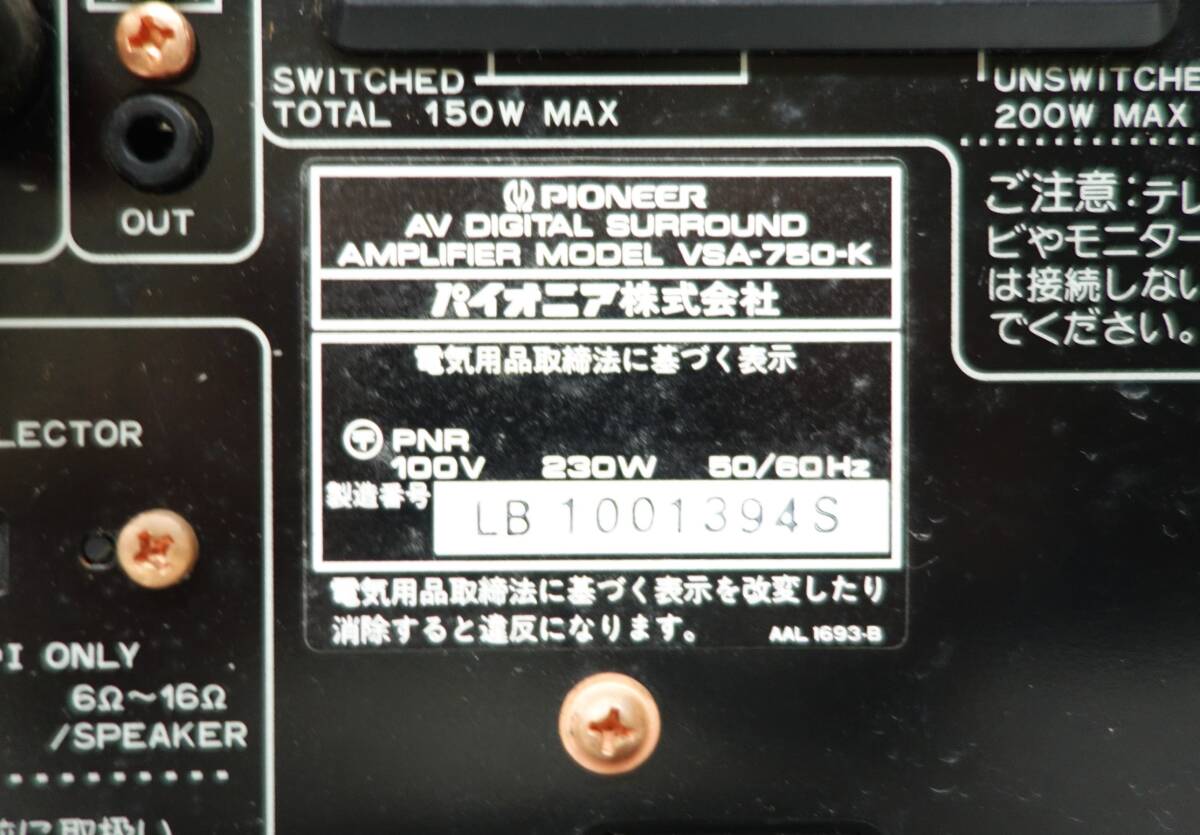 SWITCHED
TOTAL 150W MAX
200W MAX
OUT
PIONEER
AV DIGITAL SURROUND
AMPLIFIER MODEL VSA-750-K
パイオニア株式会社
電気用品取締法に基づく表示
〒 PNR
100V 230W 50/60Hz
製造番号 LB 1001394S
電気用品取締法に基づく表示を改変したり
消除すると違反になります。 AAL1693-B
ご注意:テレ
ビやモニター
は接続しない
でください。
ONLY
6Ω～16Ω
/SPEAKER